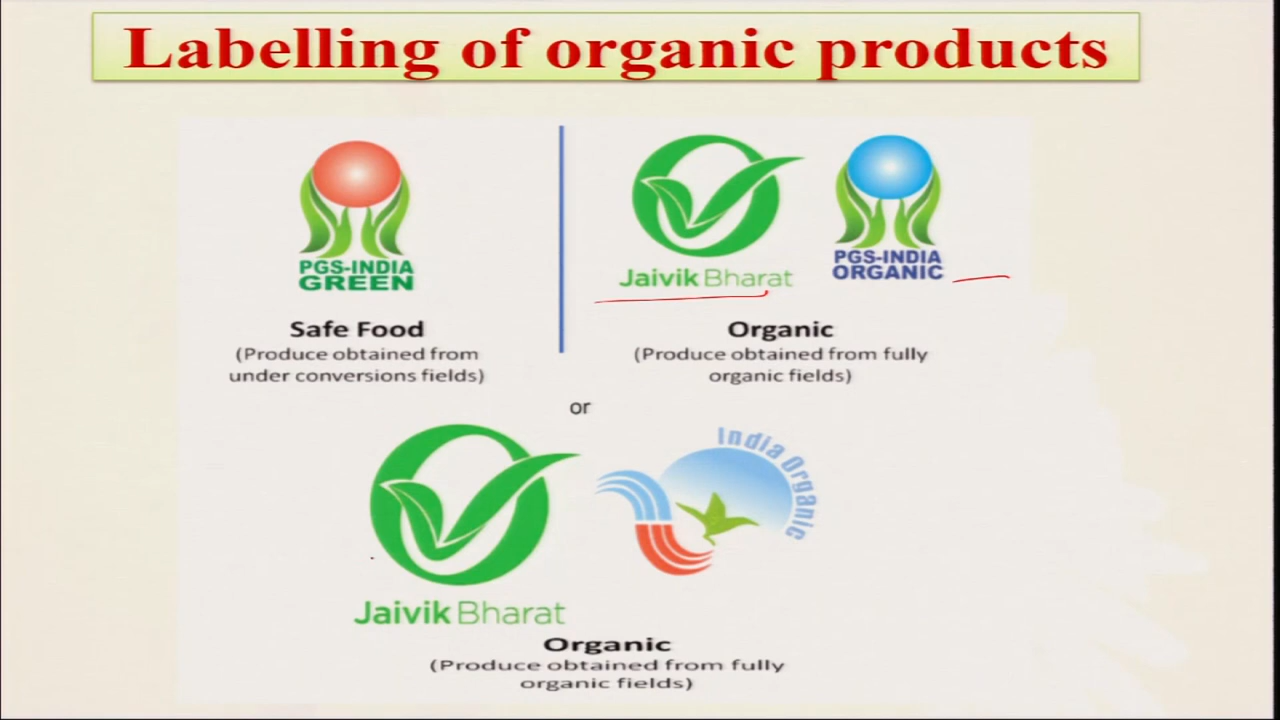 Labelling of organic products
PGS-INDIA
GREEN
Safe Food
(Produce obtained from
under conversions fields)
Jaivik Bharat
PGS-INDIA
ORGANIC
Organic
(Produce obtained from fully
organic fields)
or
Jaivik Bharat
India Organic
Organic
(Produce obtained from fully
organic fields)